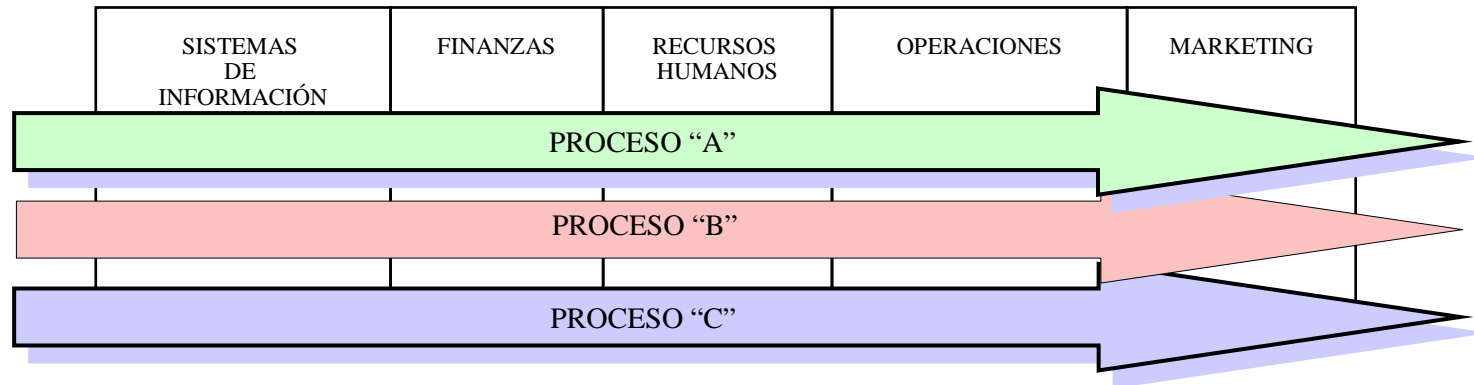 SISTEMAS
DE
INFORMACIÓN
FINANZAS
RECURSOS
HUMANOS
OPERACIONES
MARKETING
PROCESO “A”
PROCESO “B”
PROCESO “C”